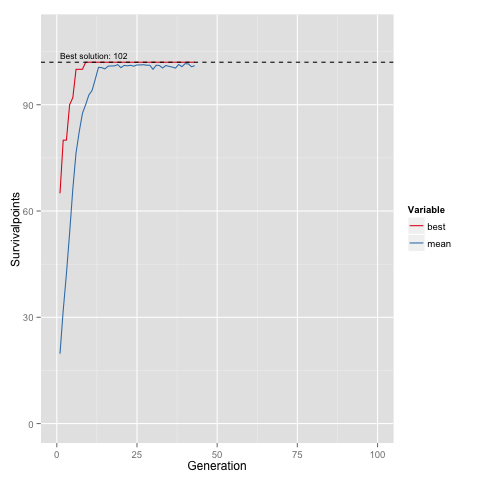 Best solution: 102
90
60
30
0
Survivalpoints
0 25 50 75 100
Generation
Variable
best
mean